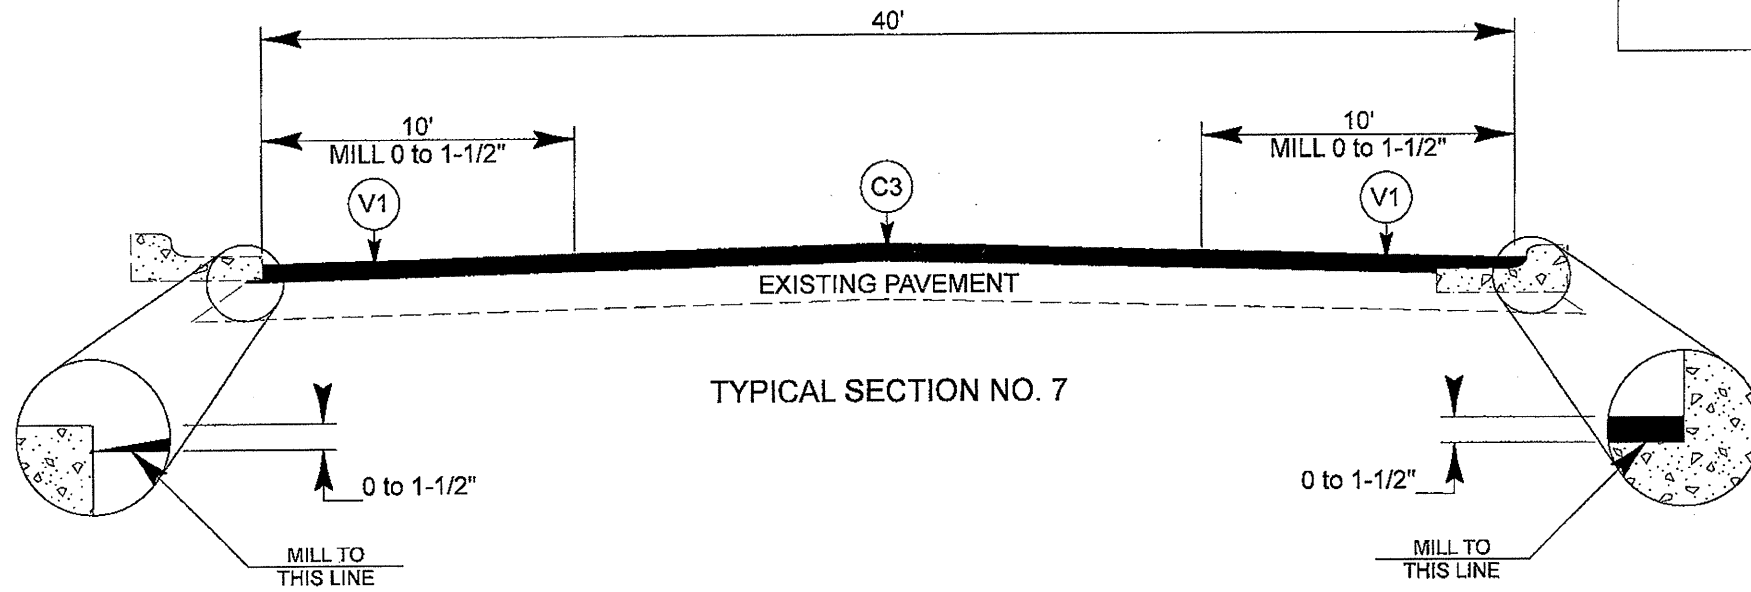 40'
10'
MILL 0 to 1-1/2"
10'
MILL 0 to 1-1/2"
V1
C3
V1
EXISTING PAVEMENT
TYPICAL SECTION NO. 7
0 to 1-1/2"
0 to 1-1/2"
MILL TO
THIS LINE
MILL TO
THIS LINE